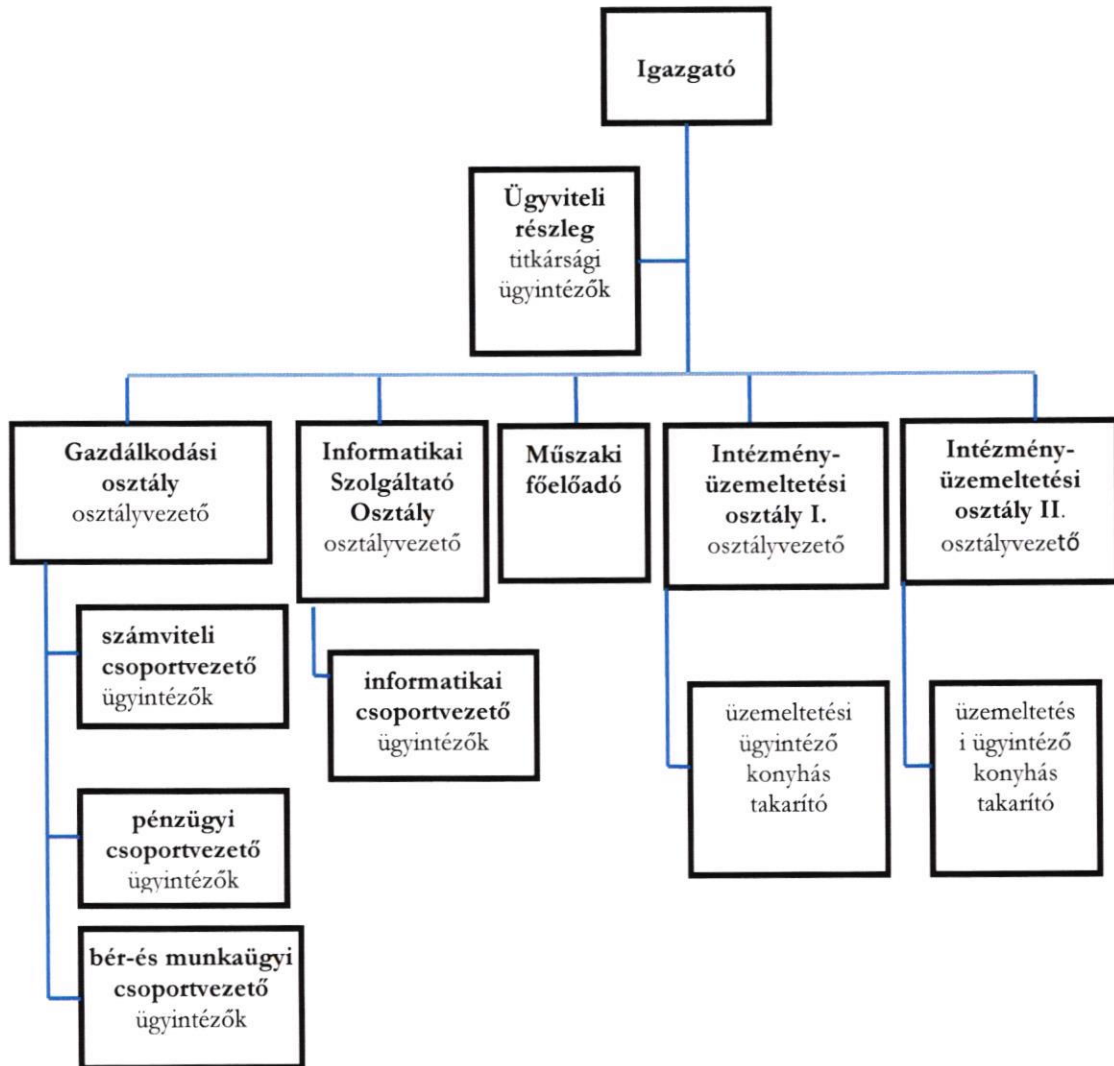 Igazgató
Ügyviteli
részleg
titkársági
ügyintézők
Gazdálkodási
osztály
osztályvezető
Informatikai
Szolgáltató
Osztály
osztályvezető
Műszaki
főelőadó
Intézmény-
üzemeltetési
osztály I.
osztályvezető
Intézmény-
üzemeltetési
osztály II.
osztályvezető
számviteli
csoportvezető
ügyintézők
informatikai
csoportvezető
ügyintézők
üzemeltetési
ügyintéző
konyhás
takarító
üzemeltetés
i ügyintéző
konyhás
takarító
pénzügyi
csoportvezető
ügyintézők
bér-és munkaügyi
csoportvezető
ügyintézők